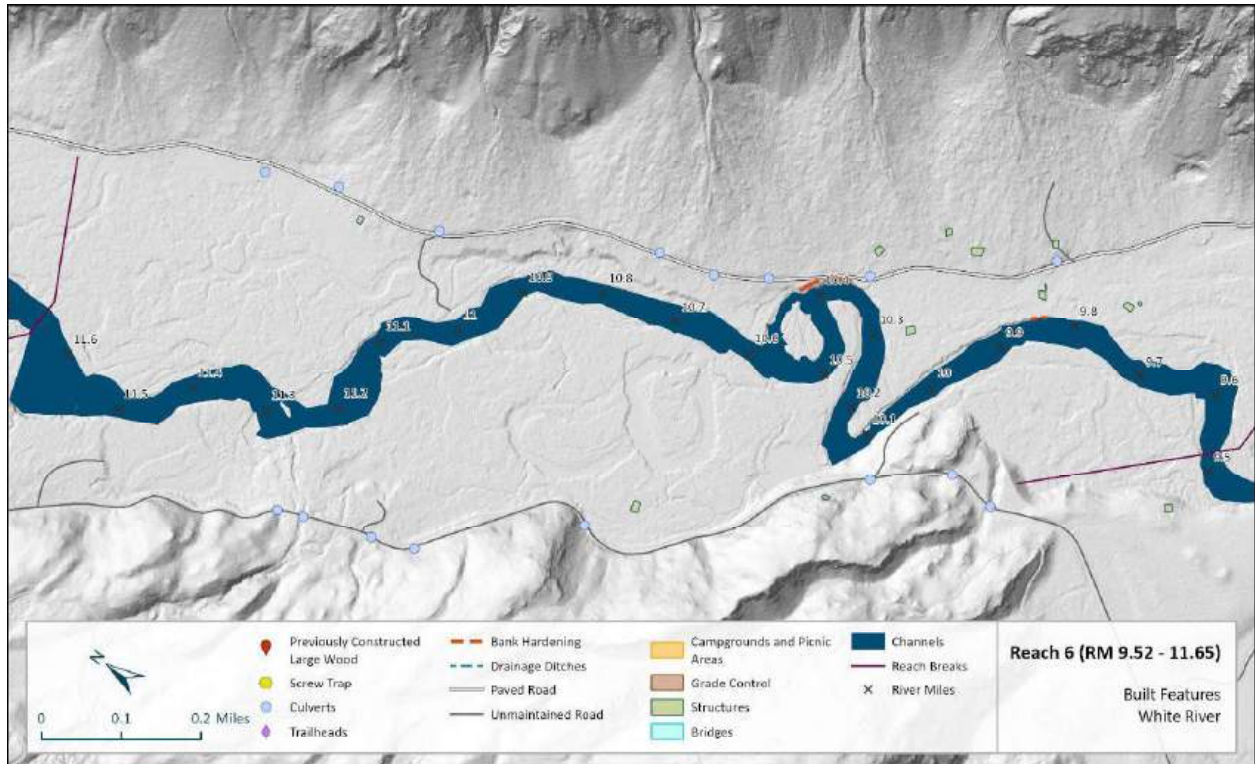 11.6
11.5
11.4
11.3
11.2
11.1
11
10.8
10.7
10.6
10.5
10.3
10.2
10.1
10
9.9
9.8
9.7
9.6
9.5
N
0 0.1 0.2 Miles
Previously Constructed
Large Wood
Screw Trap
Culverts
Trailheads
Bank Hardening
Drainage Ditches
Paved Road
Unmaintained Road
Campgrounds and Picnic
Areas
Grade Control
Structures
Bridges
Channels
Reach Breaks
River Miles
Reach 6 (RM 9.52 - 11.65)
Built Features
White River